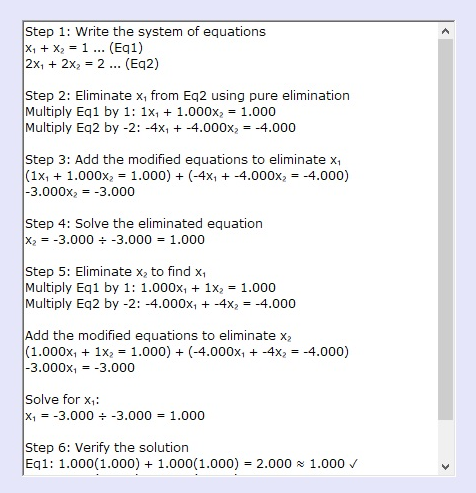 Step 1: Write the system of equations
x₁ + x₂ = 1 ... (Eq1)
2x₁ + 2x₂ = 2 ... (Eq2)
Step 2: Eliminate x₁ from Eq2 using pure elimination
Multiply Eq1 by 1: 1x₁ + 1.000x₂ = 1.000
Multiply Eq2 by -2: -4x₁ + -4.000x₂ = -4.000
Step 3: Add the modified equations to eliminate x₁
(1x₁ + 1.000x₂ = 1.000) + (-4x₁ + -4.000x₂ = -4.000)
-3.000x₂ = -3.000
Step 4: Solve the eliminated equation
x₂ = -3.000 ÷ -3.000 = 1.000
Step 5: Eliminate x₂ to find x₁
Multiply Eq1 by 1: 1.000x₁ + 1x₂ = 1.000
Multiply Eq2 by -2: -4.000x₁ + -4x₂ = -4.000
Add the modified equations to eliminate x₂
(1.000x₁ + 1x₂ = 1.000) + (-4.000x₁ + -4x₂ = -4.000)
-3.000x₁ = -3.000
Solve for x₁:
x₁ = -3.000 ÷ -3.000 = 1.000
Step 6: Verify the solution
Eq1: 1.000(1.000) + 1.000(1.000) = 2.000 ≈ 1.000 ✓